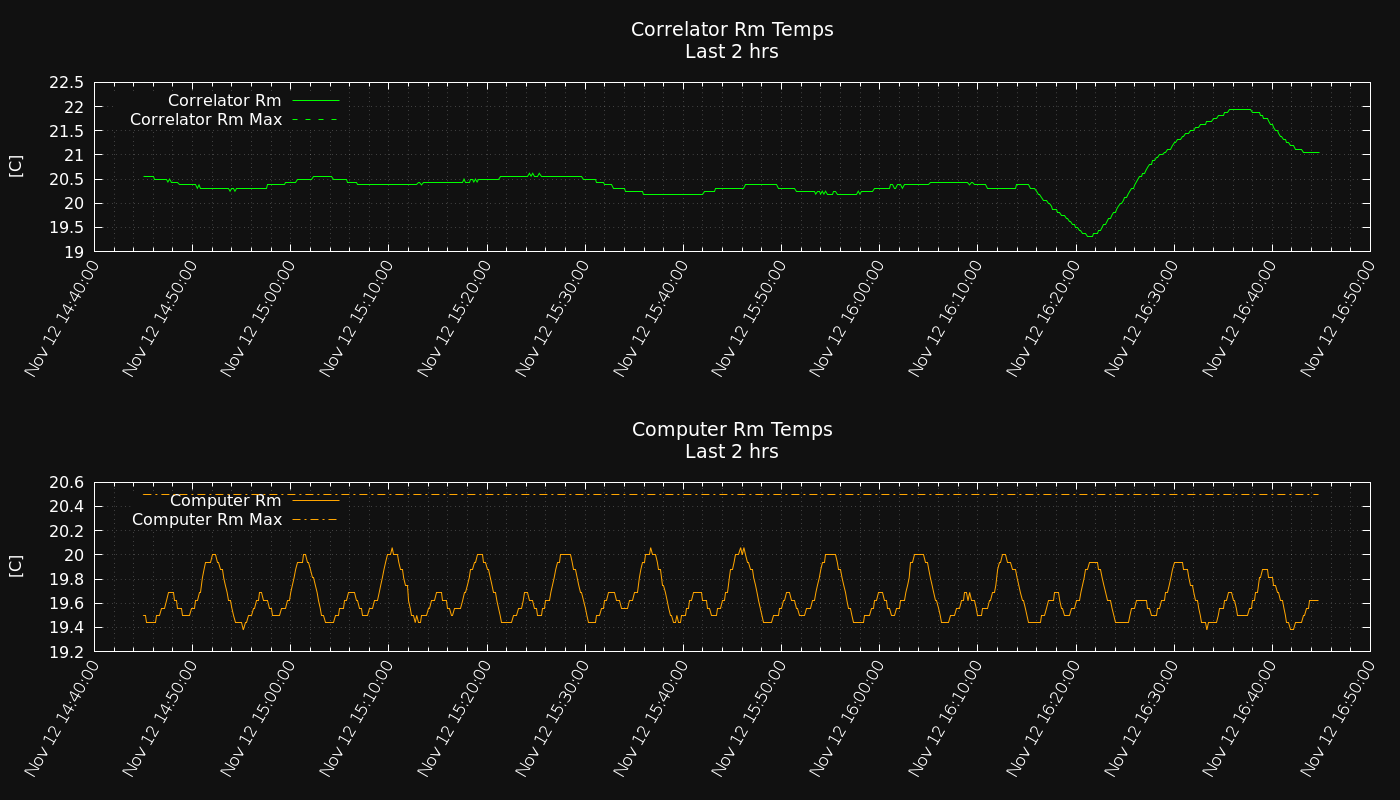 Correlator Rm Temps
Last 2 hrs
22.5
22
21.5
21
20.5
20
19.5
19
[C]
Correlator Rm
Correlator Rm Max
Nov 12 14:40:00
Nov 12 14:50:00
Nov 12 15:00:00
Nov 12 15:10:00
Nov 12 15:20:00
Nov 12 15:30:00
Nov 12 15:40:00
Nov 12 15:50:00
Nov 12 16:00:00
Nov 12 16:10:00
Nov 12 16:20:00
Nov 12 16:30:00
Nov 12 16:40:00
Nov 12 16:50:00
Computer Rm Temps
Last 2 hrs
20.6
20.4
20.2
20
19.8
19.6
19.4
19.2
[C]
Computer Rm
Computer Rm Max
Nov 12 14:40:00
Nov 12 14:50:00
Nov 12 15:00:00
Nov 12 15:10:00
Nov 12 15:20:00
Nov 12 15:30:00
Nov 12 15:40:00
Nov 12 15:50:00
Nov 12 16:00:00
Nov 12 16:10:00
Nov 12 16:20:00
Nov 12 16:30:00
Nov 12 16:40:00
Nov 12 16:50:00